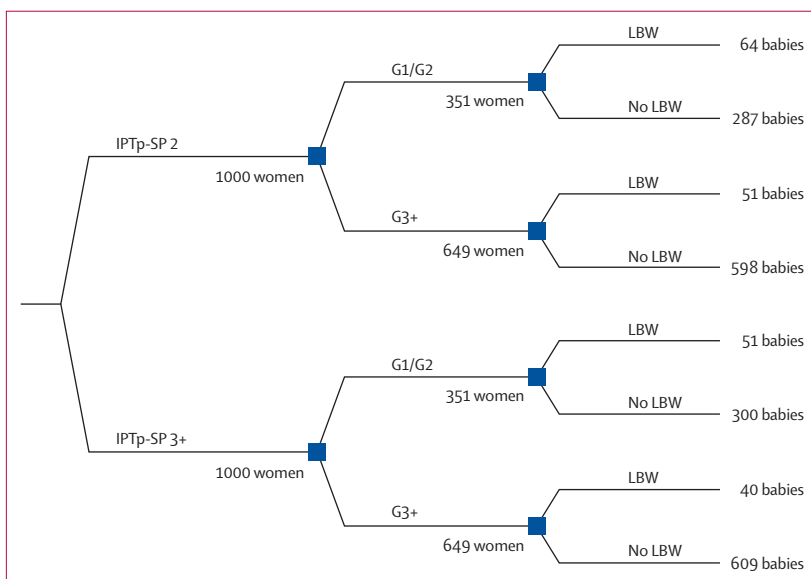 LBW
64 babies
G1/G2
351 women
No LBW
287 babies
IPTp-SP 2
1000 women
LBW
51 babies
G3+
649 women
No LBW
598 babies
LBW
51 babies
G1/G2
351 women
No LBW
300 babies
IPTp-SP 3+
1000 women
LBW
40 babies
G3+
649 women
No LBW
609 babies